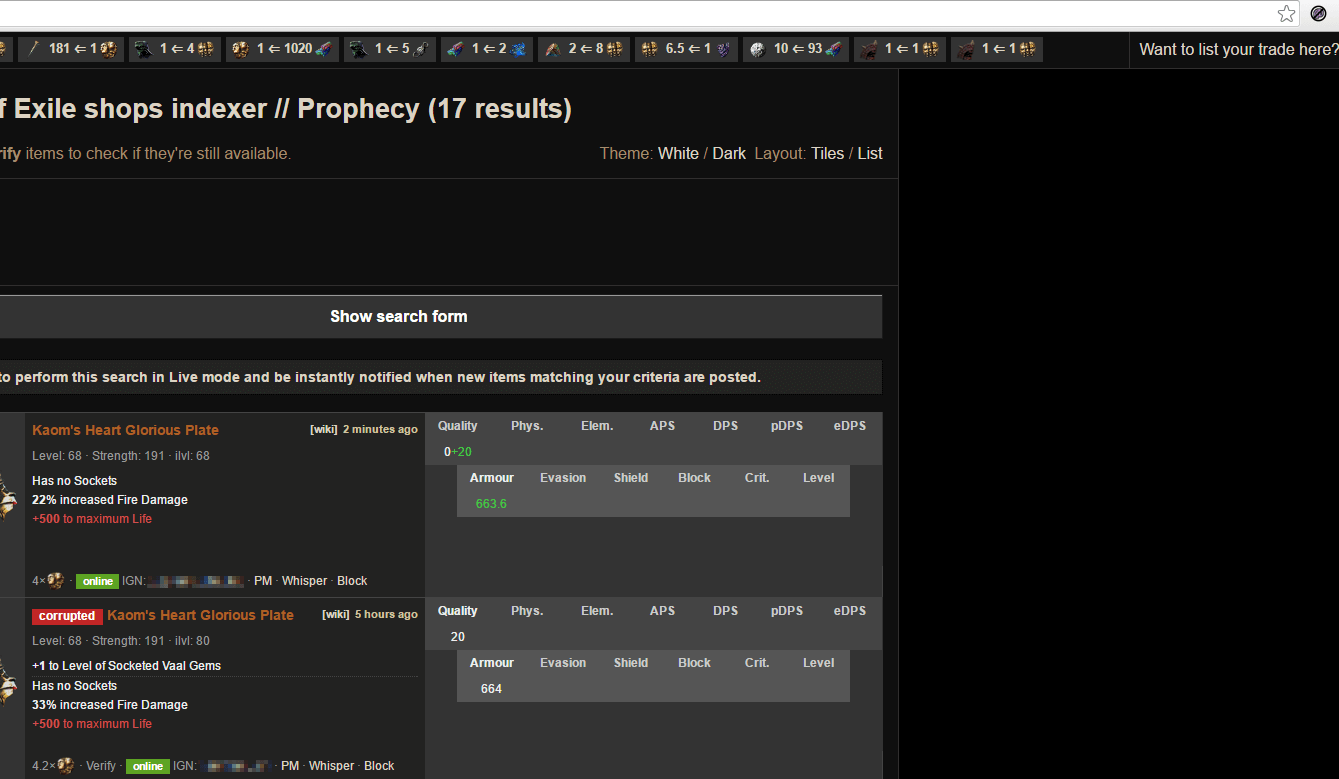 181 ⇐ 1 1 ⇐ 4 1 ⇐ 1020 1 ⇐ 5 1 ⇐ 2 2 ⇐ 8 6.5 ⇐ 1 10 ⇐ 93 1 ⇐ 1 1 ⇐ 1 Want to list your trade here?
f Exile shops indexer // Prophecy (17 results)
rify items to check if they're still available. Theme: White / Dark Layout: Tiles / List
Show search form
to perform this search in Live mode and be instantly notified when new items matching your criteria are posted.
Kaom's Heart Glorious Plate [wiki] 2 minutes ago
Level: 68 · Strength: 191 · ilvl: 68
Has no Sockets
22% increased Fire Damage
+500 to maximum Life
4× · online IGN: · PM · Whisper · Block
Quality Phys. Elem. APS DPS pDPS eDPS
0+20
Armour Evasion Shield Block Crit. Level
663.6
corrupted Kaom's Heart Glorious Plate [wiki] 5 hours ago
Level: 68 · Strength: 191 · ilvl: 80
+1 to Level of Socketed Vaal Gems
Has no Sockets
33% increased Fire Damage
+500 to maximum Life
4.2× · Verify · online IGN: · PM · Whisper · Block
Quality Phys. Elem. APS DPS pDPS eDPS
20
Armour Evasion Shield Block Crit. Level
664